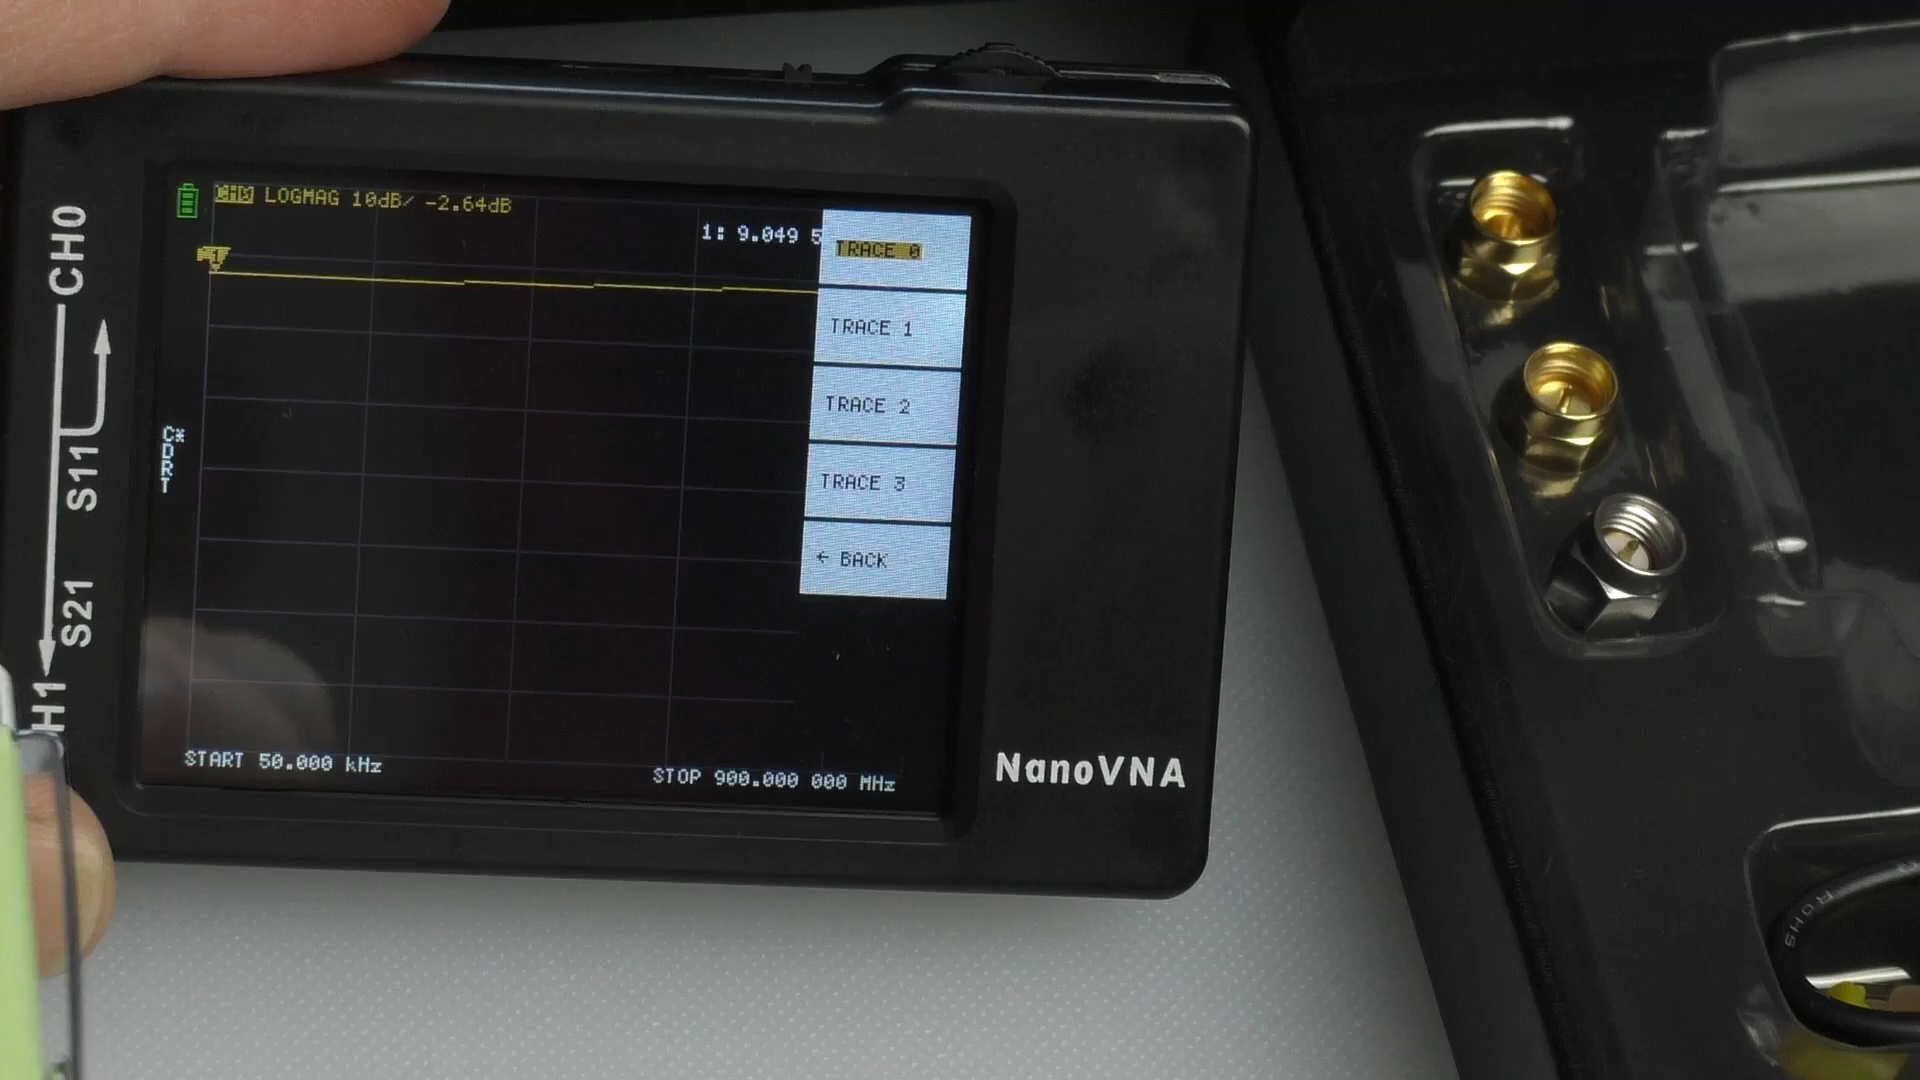 CH0
S11
S21
H1
CH0 LOGMAG 10dB/ -2.64dB
1: 9.049 5
TRACE 0
TRACE 1
TRACE 2
TRACE 3
← BACK
C*
D
R
T
START 50.000 kHz
STOP 900.000 000 MHz
NanoVNA
ROHS